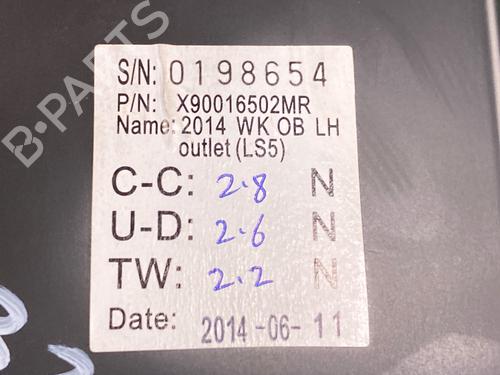 S/N: 0198654
P/N: X90016502MR
Name: 2014 WK OB LH
outlet (LS5)
C-C: 2.8 N
U-D: 2.6 N
TW: 2.2 N
Date: 2014-06-11
B-PARTS